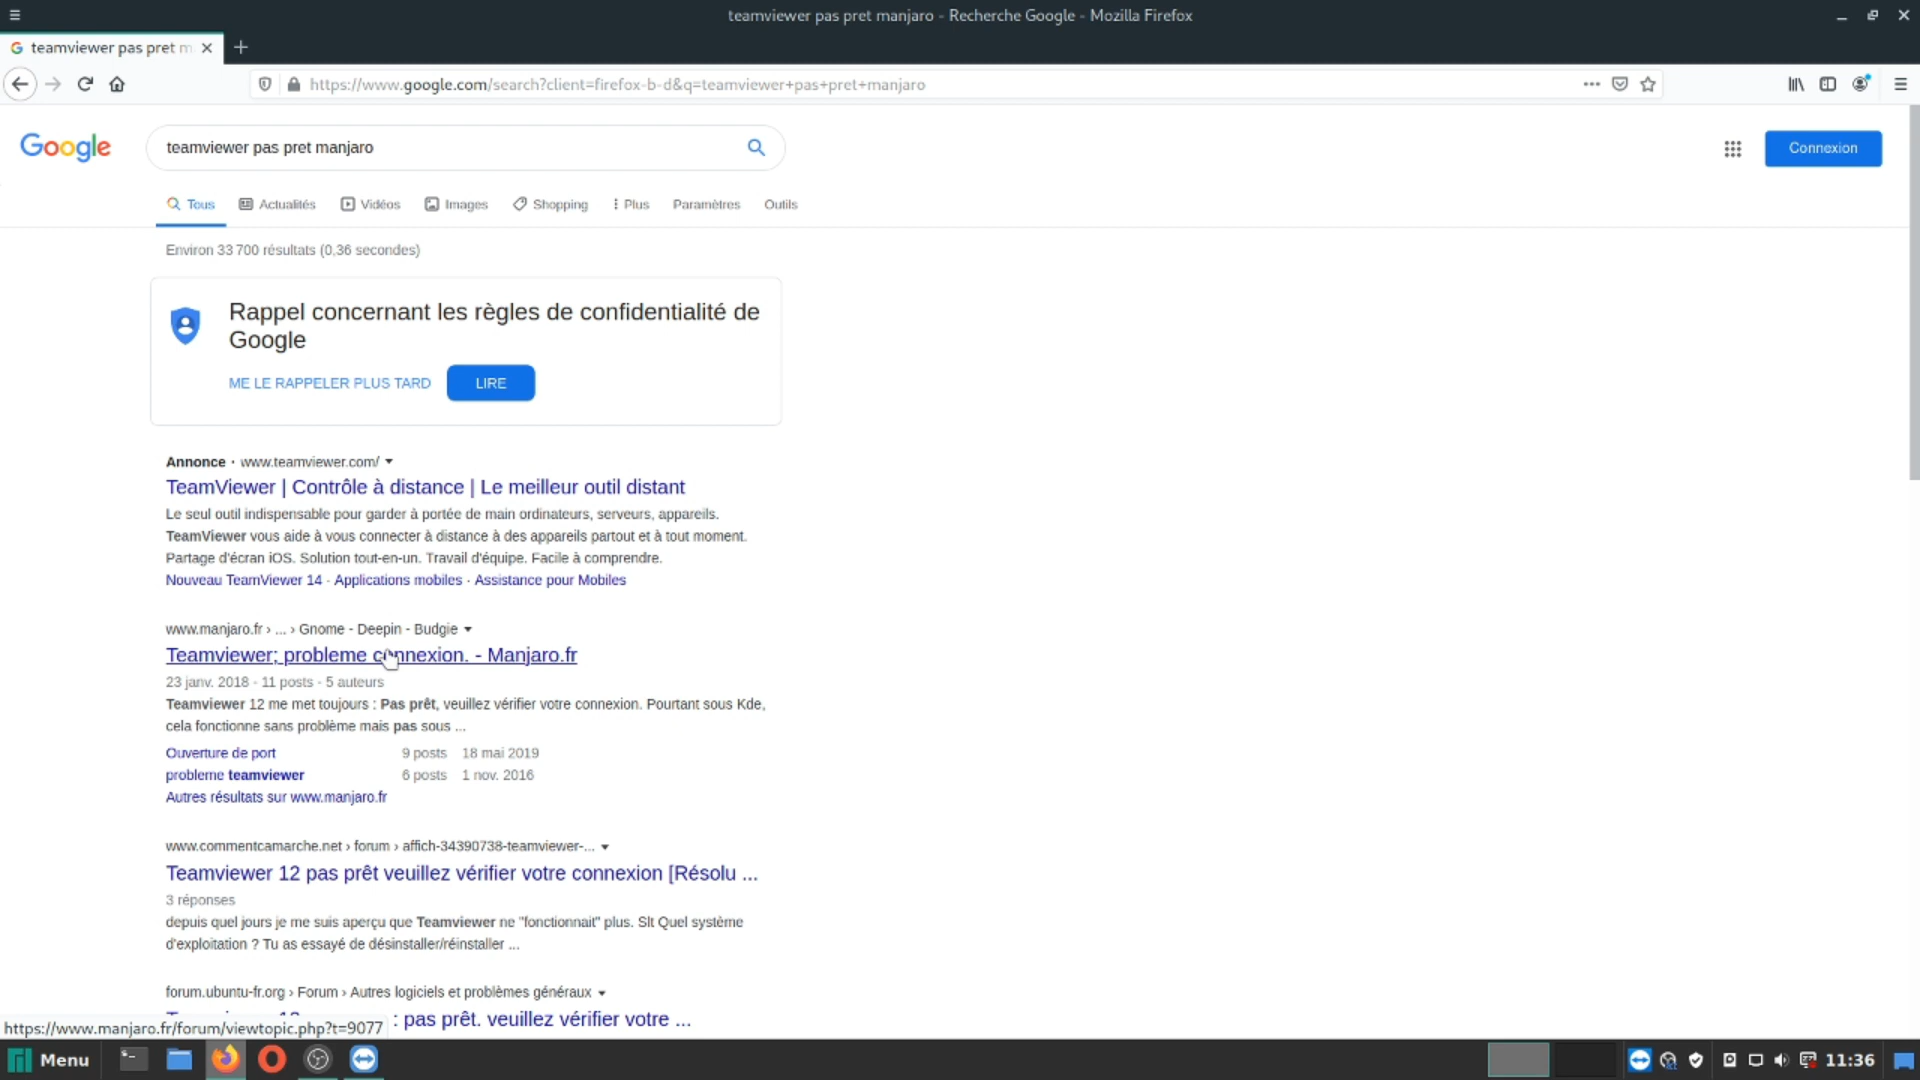 teamviewer pas pret manjaro - Recherche Google - Mozilla Firefox
teamviewer pas pret m
https://www.google.com/search?client=firefox-b-d&q=teamviewer+pas+pret+manjaro
Google
teamviewer pas pret manjaro
Connexion
Tous Actualités Vidéos Images Shopping Plus Paramètres Outils
Environ 33 700 résultats (0,36 secondes)
Rappel concernant les règles de confidentialité de
Google
ME LE RAPPELER PLUS TARD LIRE
Annonce · www.teamviewer.com/
TeamViewer | Contrôle à distance | Le meilleur outil distant
Le seul outil indispensable pour garder à portée de main ordinateurs, serveurs, appareils.
TeamViewer vous aide à vous connecter à distance à des appareils partout et à tout moment.
Partage d'écran iOS. Solution tout-en-un. Travail d'équipe. Facile à comprendre.
Nouveau TeamViewer 14 · Applications mobiles · Assistance pour Mobiles
www.manjaro.fr › ... › Gnome - Deepin - Budgie
Teamviewer; probleme connexion. - Manjaro.fr
23 janv. 2018 - 11 posts - 5 auteurs
Teamviewer 12 me met toujours : Pas prêt, veuillez vérifier votre connexion. Pourtant sous Kde,
cela fonctionne sans problème mais pas sous ...
Ouverture de port 9 posts 18 mai 2019
probleme teamviewer 6 posts 1 nov. 2016
Autres résultats sur www.manjaro.fr
www.commentcamarche.net › forum › affich-34390738-teamviewer-...
Teamviewer 12 pas prêt veuillez vérifier votre connexion [Résolu ...
3 réponses
depuis quel jours je me suis aperçu que Teamviewer ne "fonctionnait" plus. Slt Quel système
d'exploitation ? Tu as essayé de désinstaller/réinstaller ...
forum.ubuntu-fr.org › Forum › Autres logiciels et problèmes généraux
: pas prêt. veuillez vérifier votre ...
https://www.manjaro.fr/forum/viewtopic.php?t=9077
Menu
11:36